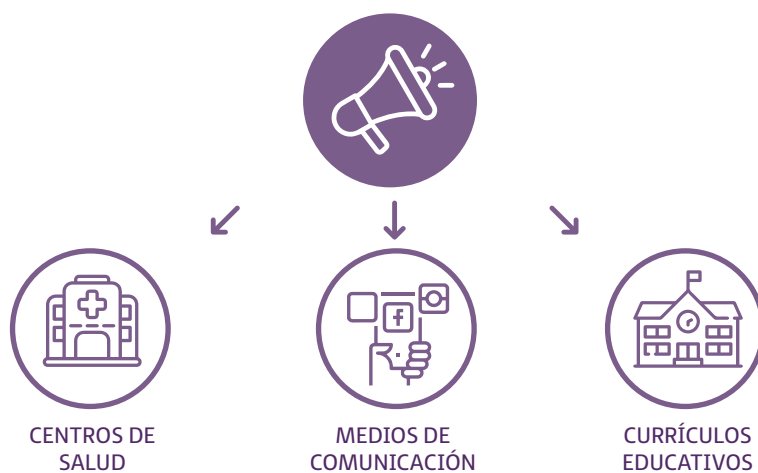 CENTROS DE
SALUD
MEDIOS DE
COMUNICACIÓN
CURRÍCULOS
EDUCATIVOS